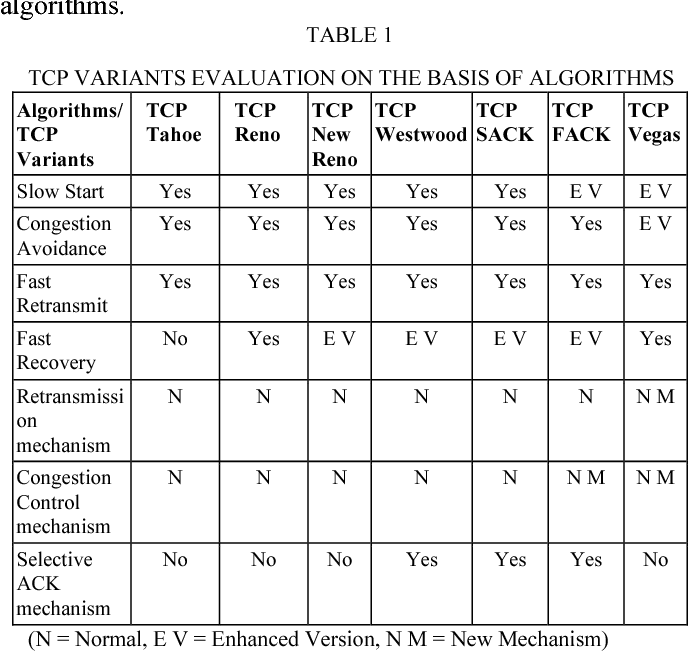 algorithms.
TABLE 1
TCP VARIANTS EVALUATION ON THE BASIS OF ALGORITHMS
Algorithms/ TCP TCP TCP TCP TCP TCP TCP
TCP Tahoe Reno New Westwood SACK FACK Vegas
Variants Reno
Slow Start Yes Yes Yes Yes Yes E V E V
Congestion Yes Yes Yes Yes Yes Yes E V
Avoidance
Fast Yes Yes Yes Yes Yes Yes Yes
Retransmit
Fast No Yes E V E V E V E V Yes
Recovery
Retransmissi N N N N N N N M
on
mechanism
Congestion N N N N N N M N M
Control
mechanism
Selective No No No Yes Yes Yes No
ACK
mechanism
(N = Normal, E V = Enhanced Version, N M = New Mechanism)